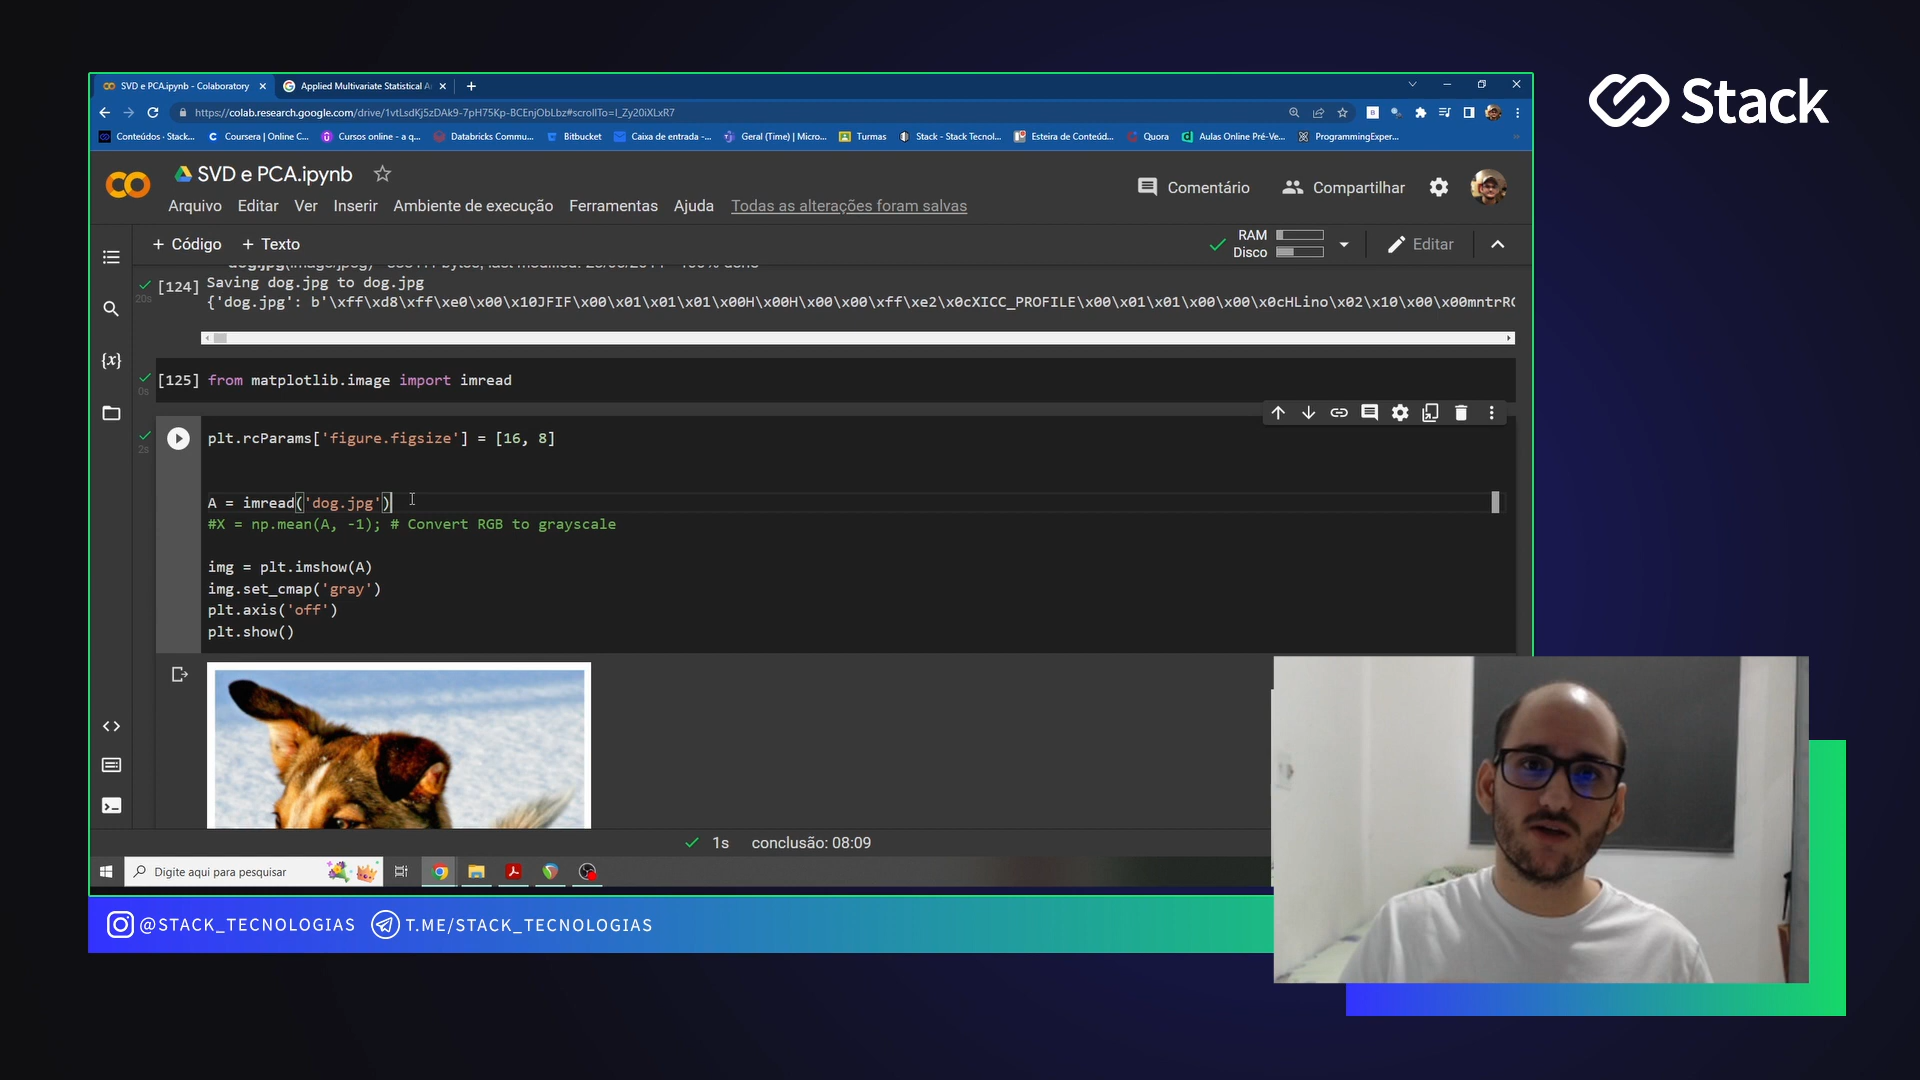 Stack
SVD e PCA.ipynb - Colaboratory
Applied Multivariate Statistical A
https://colab.research.google.com/drive/1vtLsdKj5zDAk9-7pH75Kp-BCEnjObLbz#scrollTo=l_Zy20iXLxR7
Conteúdos · Stack...
Coursera | Online C...
Cursos online - a q...
Databricks Commu...
Bitbucket
Caixa de entrada -...
Geral (Time) | Micro...
Turmas
Stack - Stack Tecnol...
Esteira de Conteúd...
Quora
Aulas Online Pré-Ve...
ProgrammingExper...
SVD e PCA.ipynb
Comentário
Compartilhar
Arquivo Editar Ver Inserir Ambiente de execução Ferramentas Ajuda Todas as alterações foram salvas
+ Código + Texto
RAM
Disco
Editar
[124] Saving dog.jpg to dog.jpg
20s
{'dog.jpg': b'\xff\xd8\xff\xe0\x00\x10JFIF\x00\x01\x01\x01\x00H\x00H\x00\x00\xff\xe2\x0cXICC_PROFILE\x00\x01\x01\x00\x00\x0cHLino\x02\x10\x00\x00mntrR
[125] from matplotlib.image import imread
0s
plt.rcParams['figure.figsize'] = [16, 8]
2s
A = imread('dog.jpg')
#X = np.mean(A, -1); # Convert RGB to grayscale
img = plt.imshow(A)
img.set_cmap('gray')
plt.axis('off')
plt.show()
1s conclusão: 08:09
Digite aqui para pesquisar
@STACK_TECNOLOGIAS T.ME/STACK_TECNOLOGIAS